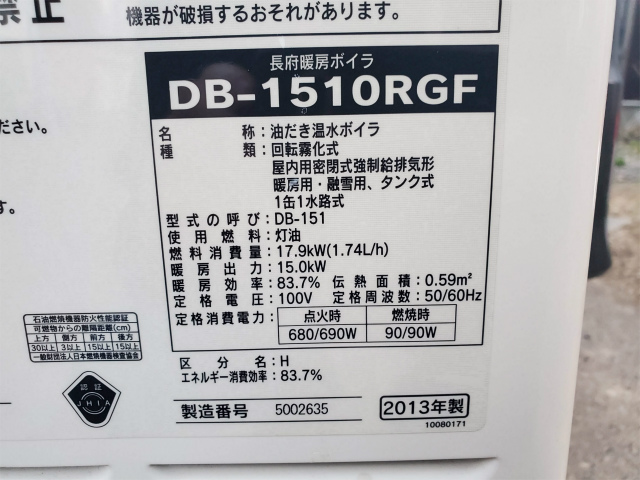 禁止
機器が破損するおそれがあります。
ださい。
す。
長府暖房ボイラ
DB-1510RGF
名称：油だき温水ボイラ
種類：回転霧化式
屋内用密閉式強制給排気形
暖房用・融雪用、タンク式
1缶1水路式
型式の呼び：DB-151
使用燃料：灯油
燃料消費量：17.9kW(1.74L/h)
暖房出力：15.0kW
暖房効率：83.7% 伝熱面積：0.59m²
定格電圧：100V 定格周波数：50/60Hz
定格消費電力： 点火時 燃焼時
680/690W 90/90W
区分名：H
エネルギー消費効率：83.7%
製造番号 5002635 2013年製
10080171
石油燃焼機器防火性能認証
可燃物からの離隔距離(cm)
上方 側方 前方 後方
30以上 3以上 15以上 15以上
一般財団法人日本燃焼機器検査協会
認証
JHIA